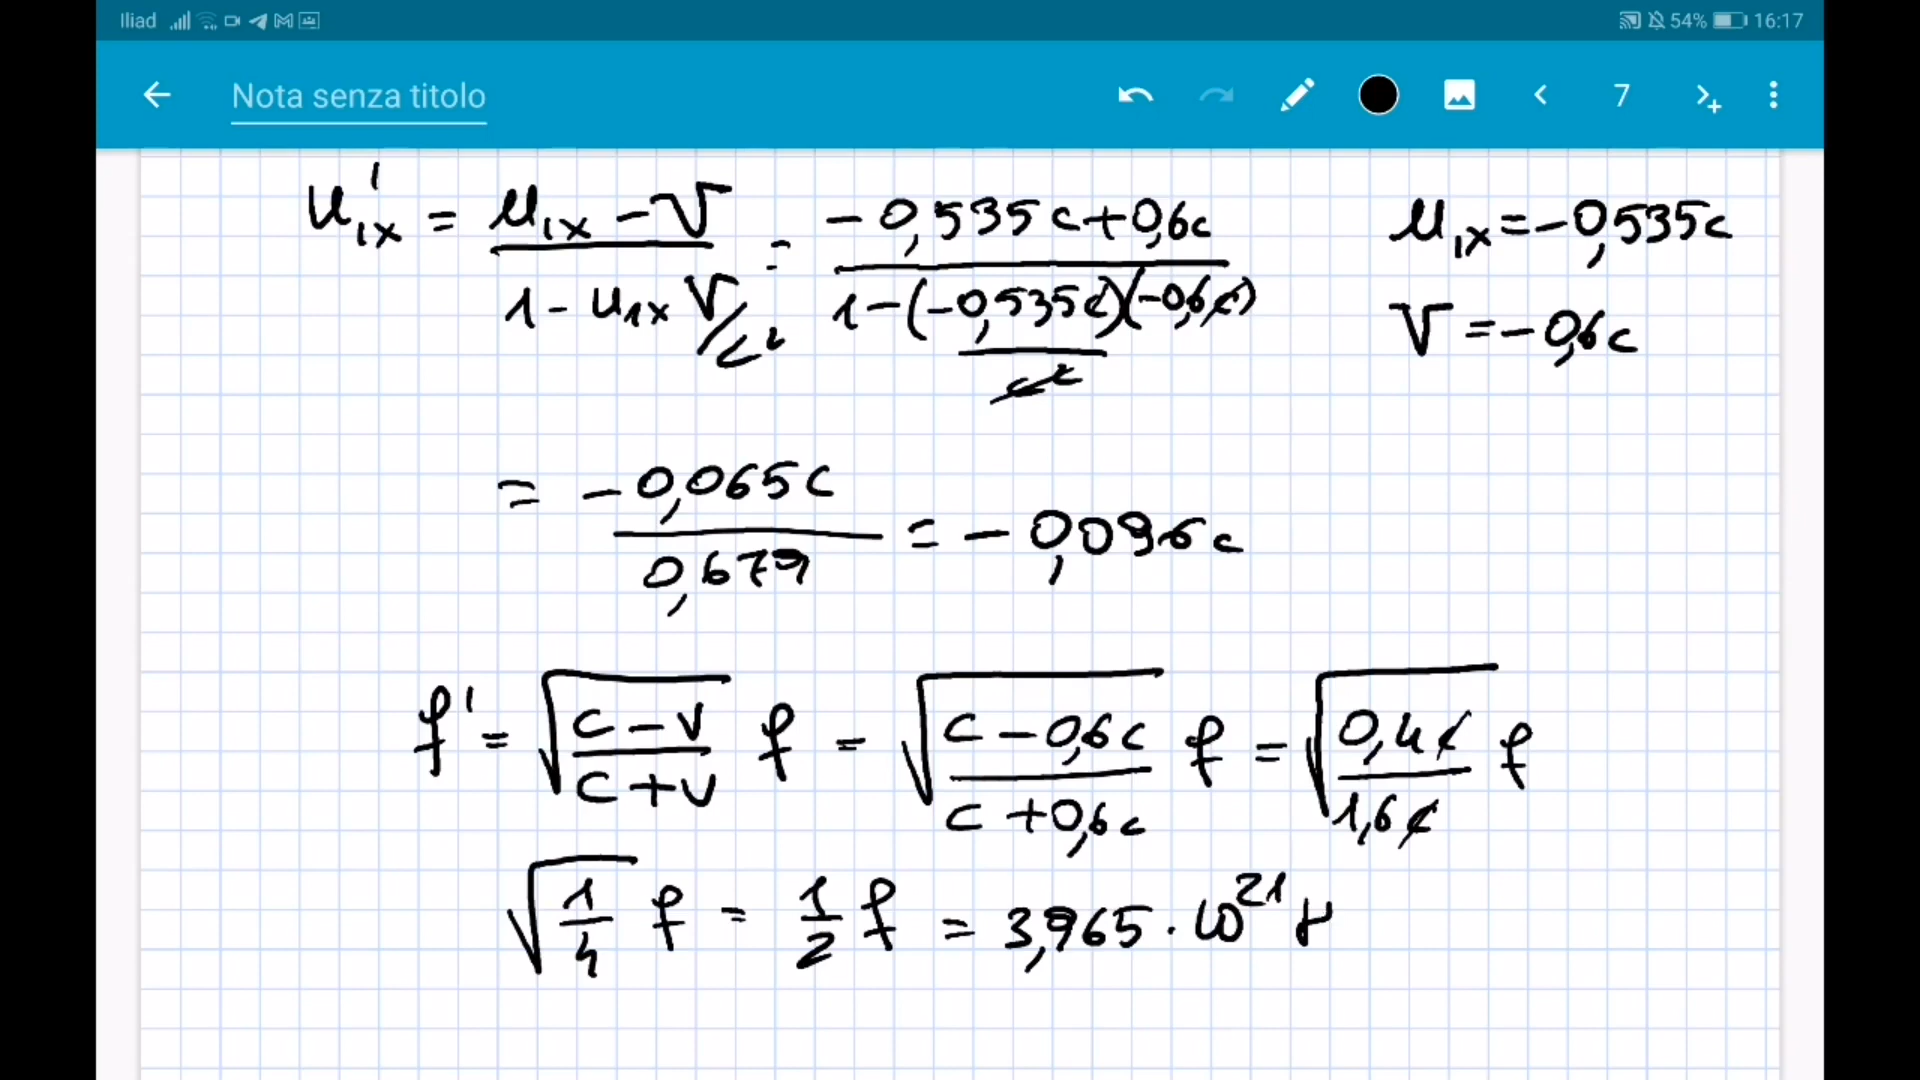 Iliad 54% 16:17
Nota senza titolo 7
u'₁ₓ = (u₁ₓ − V)/(1 − u₁ₓ V/c²) = (−0,535c + 0,6c)/(1 − (−0,535c)(−0,6c)/c²) u₁ₓ = −0,535c
V = −0,6c
= −0,065c/0,679 = −0,096c
f' = √((c − v)/(c + v)) f = √((c − 0,6c)/(c + 0,6c)) f = √(0,4c/1,6c) f
√(1/4) f = 1/2 f = 3,965 · 10²¹